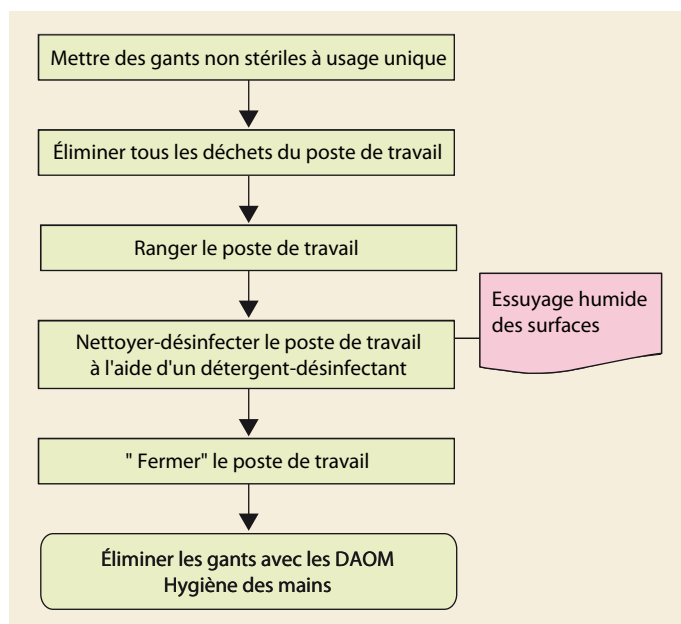 Mettre des gants non stériles à usage unique
Éliminer tous les déchets du poste de travail
Ranger le poste de travail
Nettoyer-désinfecter le poste de travail
à l'aide d'un détergent-désinfectant
Essuyage humide
des surfaces
" Fermer" le poste de travail
Éliminer les gants avec les DAOM
Hygiène des mains